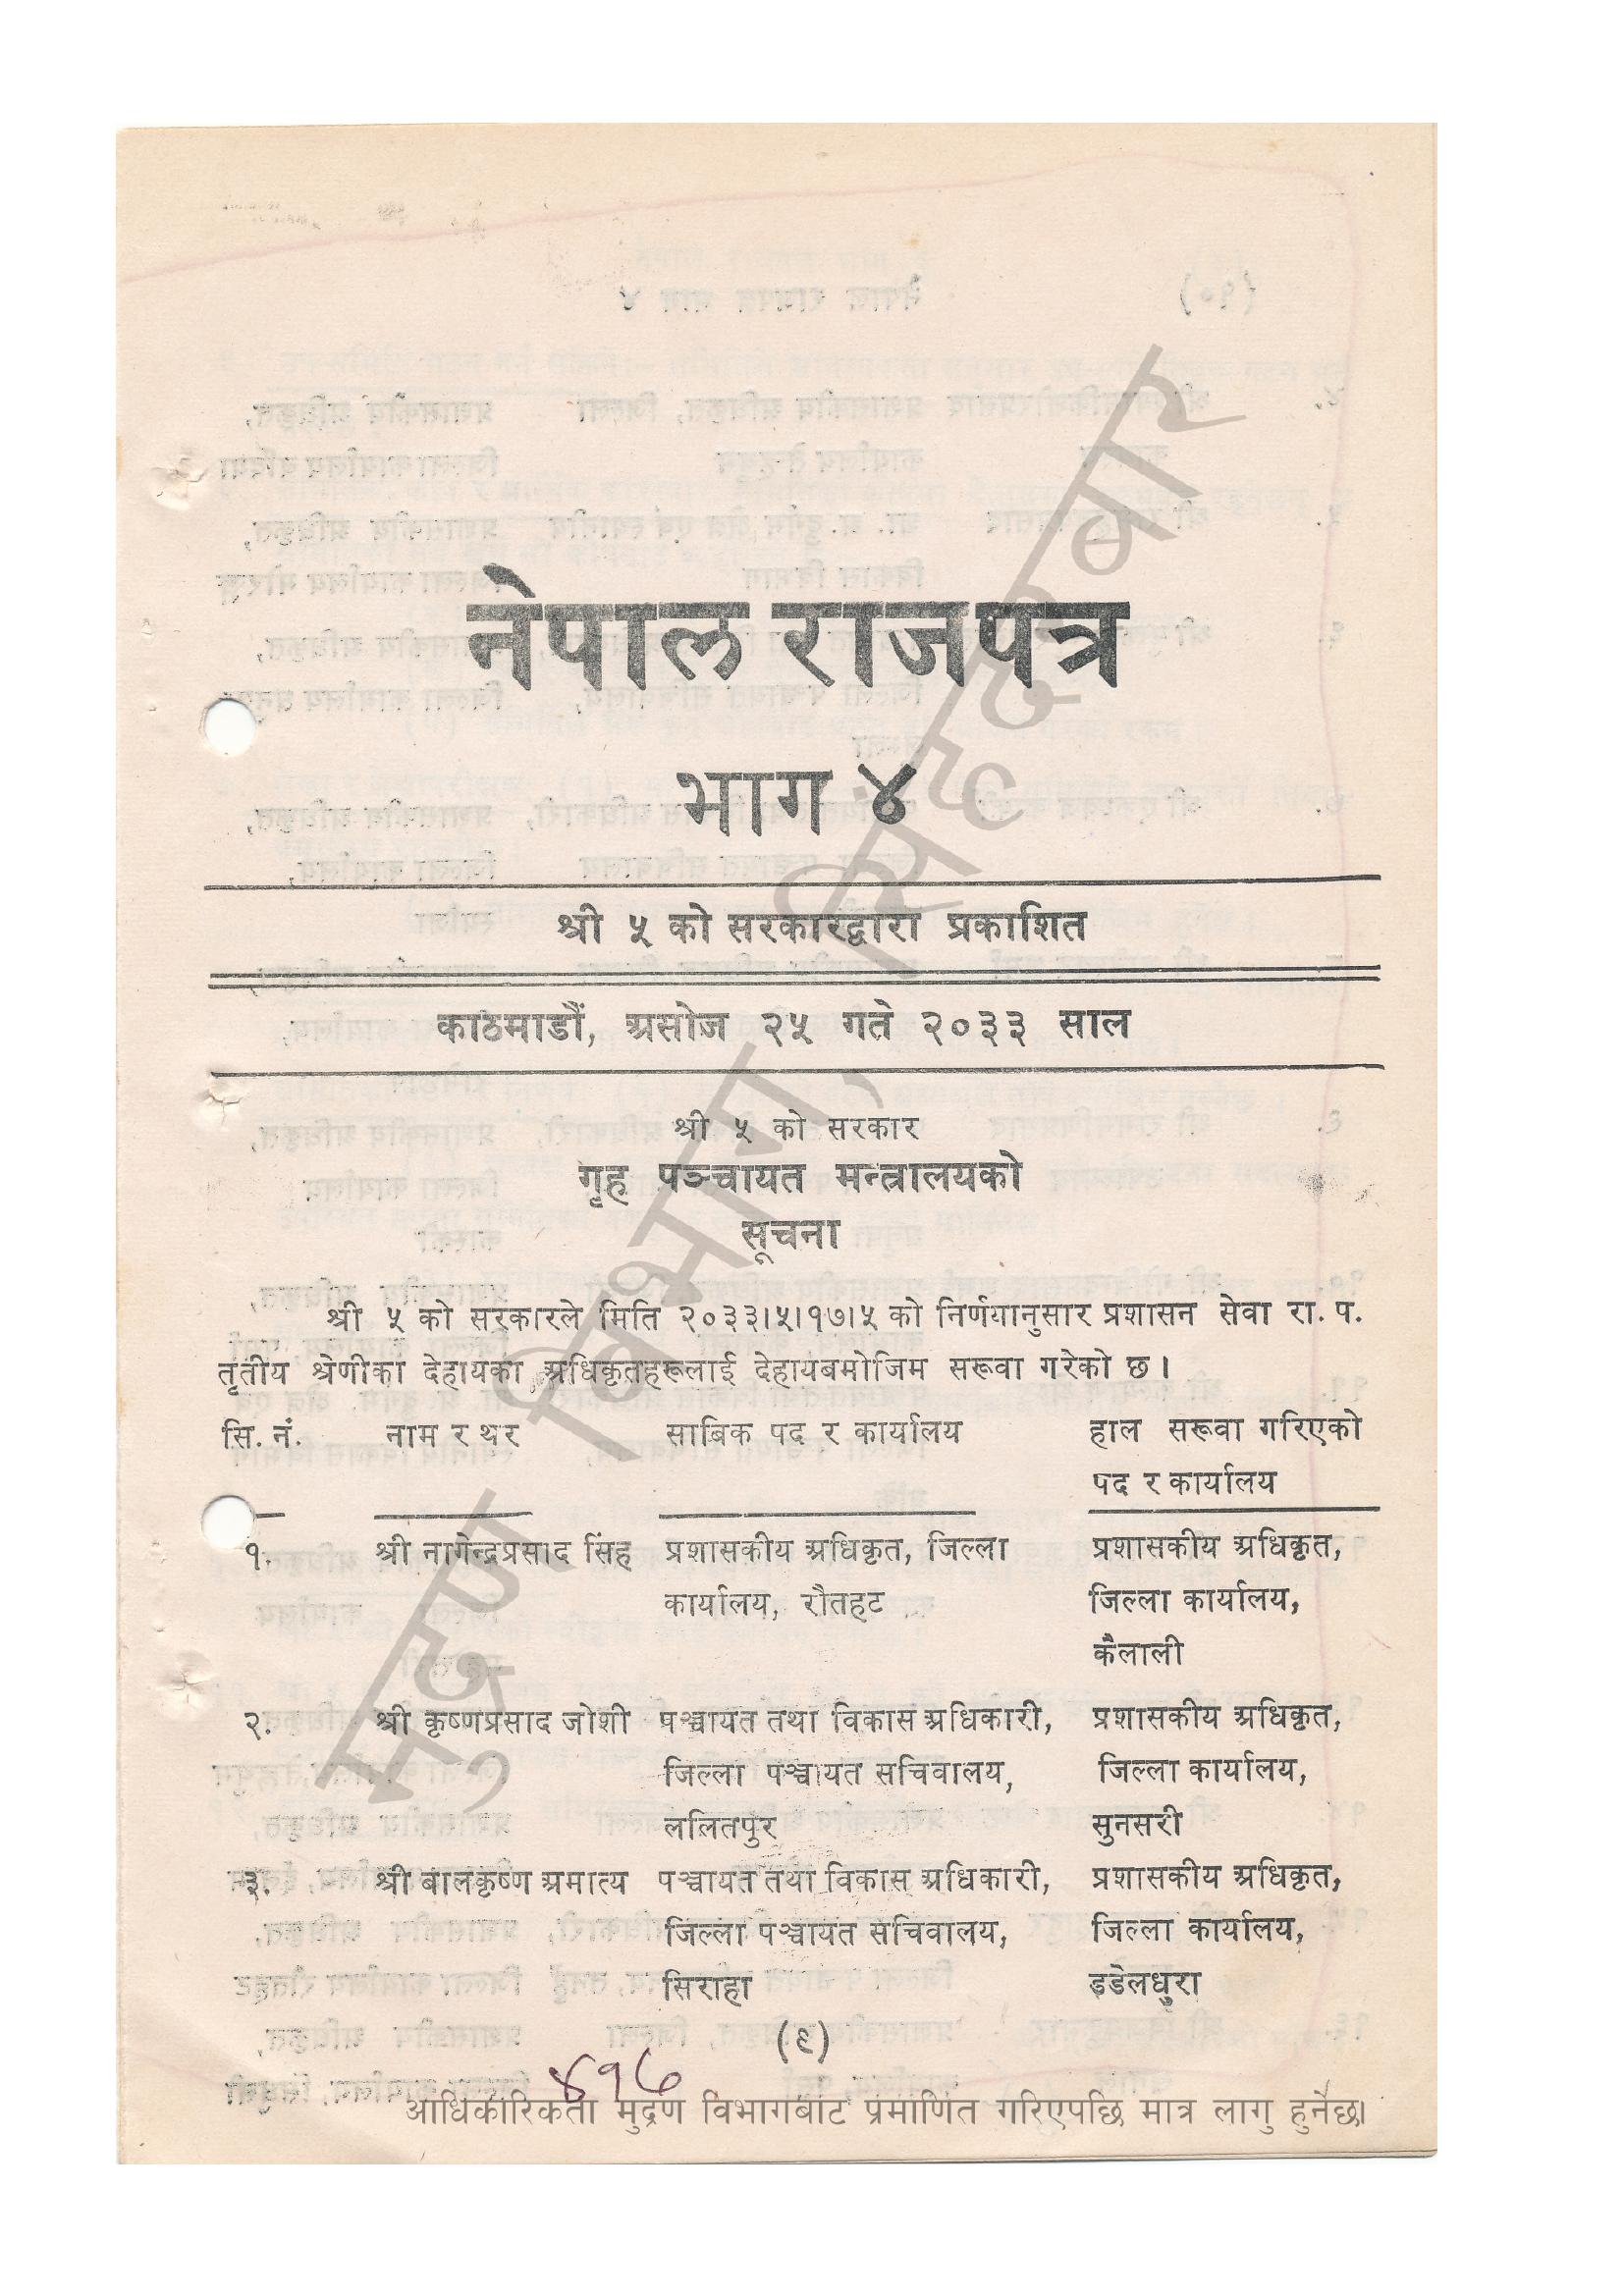 नेपाल राजपत्र
भाग ४
श्री ५ को सरकारद्वारा प्रकाशित
काठमाडौं, असोज २५ गते २०३३ साल
श्री ५ को सरकार
गृह पञ्चायत मन्त्रालयको
सूचना
श्री ५ को सरकारले मिति २०३३।५।१७।५ को निर्णयानुसार प्रशासन सेवा रा. प.
तृतीय श्रेणीका देहायका अधिकृतहरूलाई देहायबमोजिम सरूवा गरेको छ ।
सि. नं. नाम र थर साबिक पद र कार्यालय हाल सरूवा गरिएको
पद र कार्यालय
१. श्री नागेन्द्रप्रसाद सिंह प्रशासकीय अधिकृत, जिल्ला प्रशासकीय अधिकृत,
कार्यालय, रौतहट जिल्ला कार्यालय,
कैलाली
२. श्री कृष्णप्रसाद जोशी पञ्चायत तथा विकास अधिकारी, प्रशासकीय अधिकृत,
जिल्ला पञ्चायत सचिवालय, जिल्ला कार्यालय,
ललितपुर सुनसरी
३. श्री बालकृष्ण अमात्य पञ्चायत तथा विकास अधिकारी, प्रशासकीय अधिकृत,
जिल्ला पञ्चायत सचिवालय, जिल्ला कार्यालय,
सिराहा डडेलधुरा
(९)
४१७
आधिकारिकता मुद्रण विभागबाट प्रमाणित गरिएपछि मात्र लागु हुनेछ।
मुद्रण विभाग, सिंहदरबार